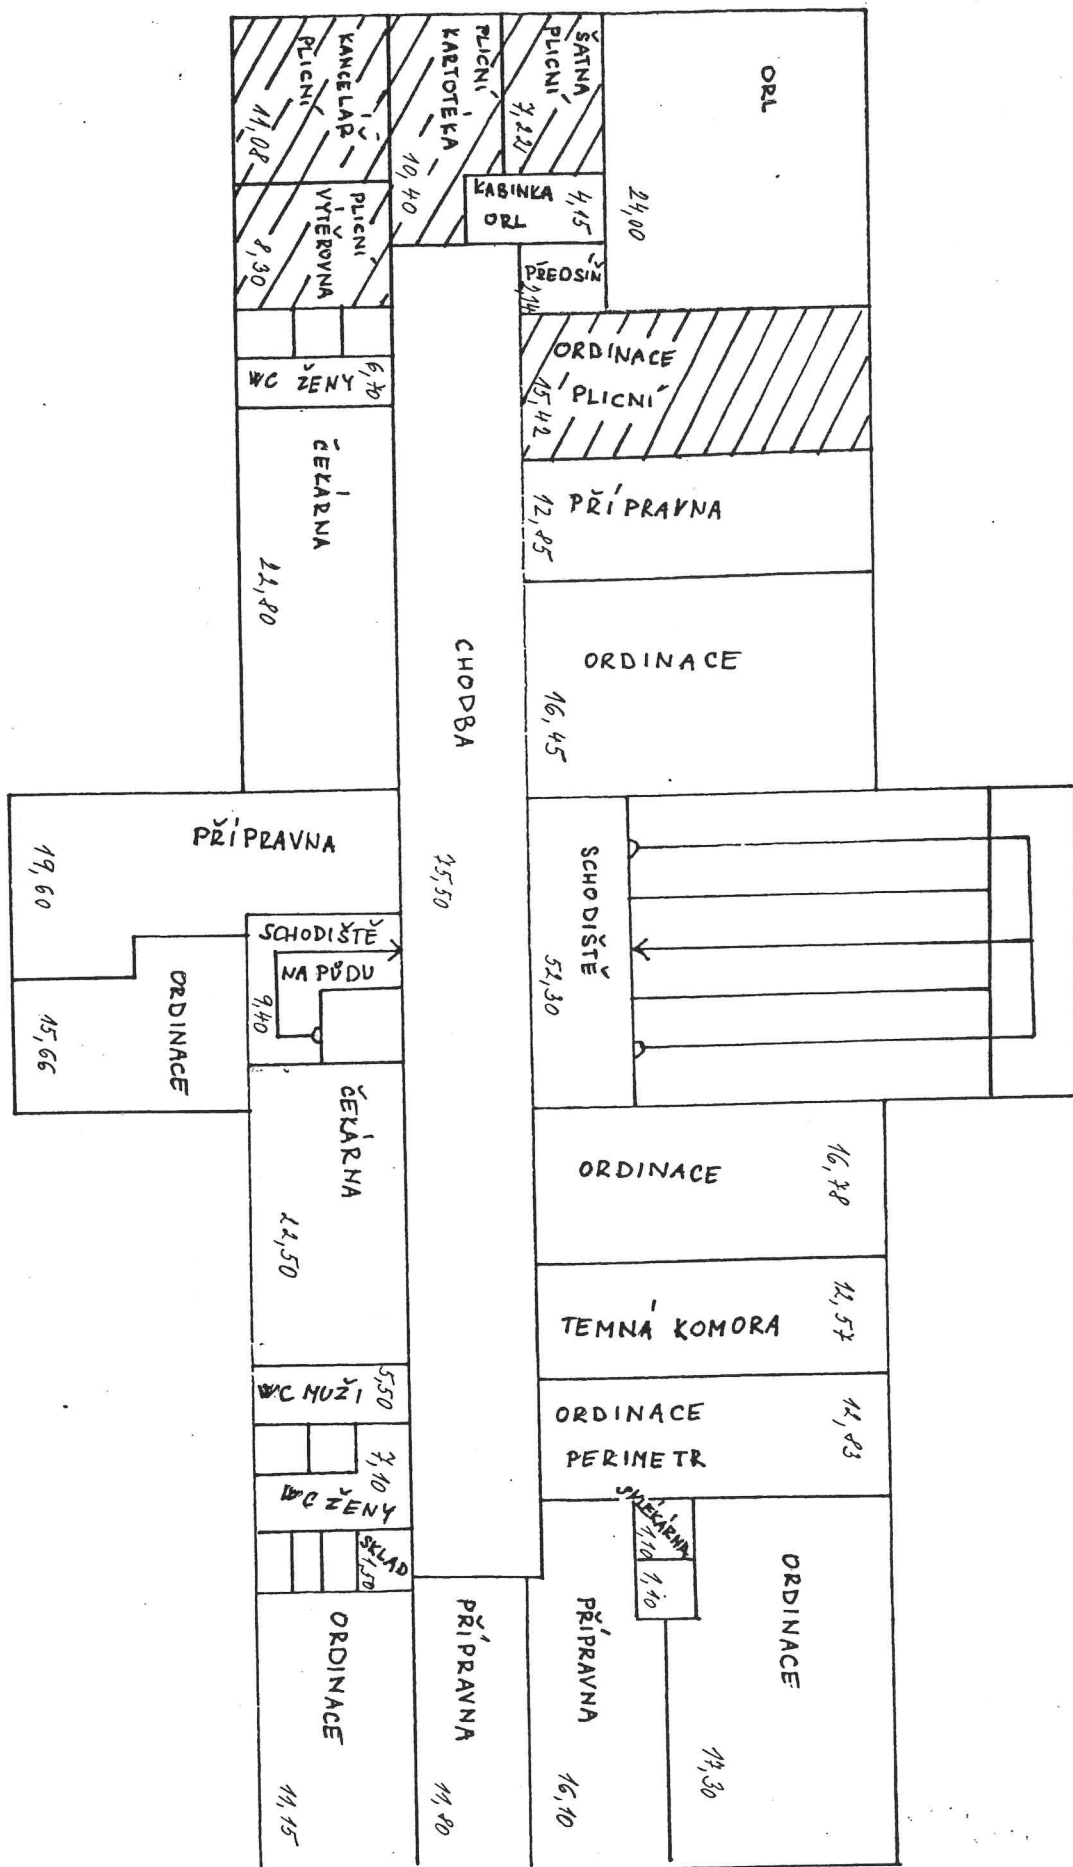 ORL
24,00
ŠATNA
PLICNÍ
7,22
PLICNÍ
KARTOTÉKA
10,40
KANCELÁŘ
PLICNÍ
11,08
KABINKA
ORL
4,15
PLICNÍ
VÝTĚROVNA
8,30
PŘEDSÍŇ
2,14
ORDINACE
PLICNÍ
15,42
WC ŽENY
6,70
ČEKÁRNA
22,80
PŘÍPRAVNA
12,85
ORDINACE
16,45
CHODBA
75,50
PŘÍPRAVNA
19,60
SCHODIŠTĚ
52,30
SCHODIŠTĚ
NA PŮDU
9,40
ORDINACE
15,66
ČEKÁRNA
22,50
ORDINACE
16,78
TEMNÁ KOMORA
12,57
WC MUŽI
5,50
ORDINACE
PERIMETR
12,83
7,10
WC ŽENY
SKLAD
1,50
1,10
1,10
ORDINACE
17,30
PŘÍPRAVNA
16,10
PŘÍPRAVNA
11,80
ORDINACE
11,15